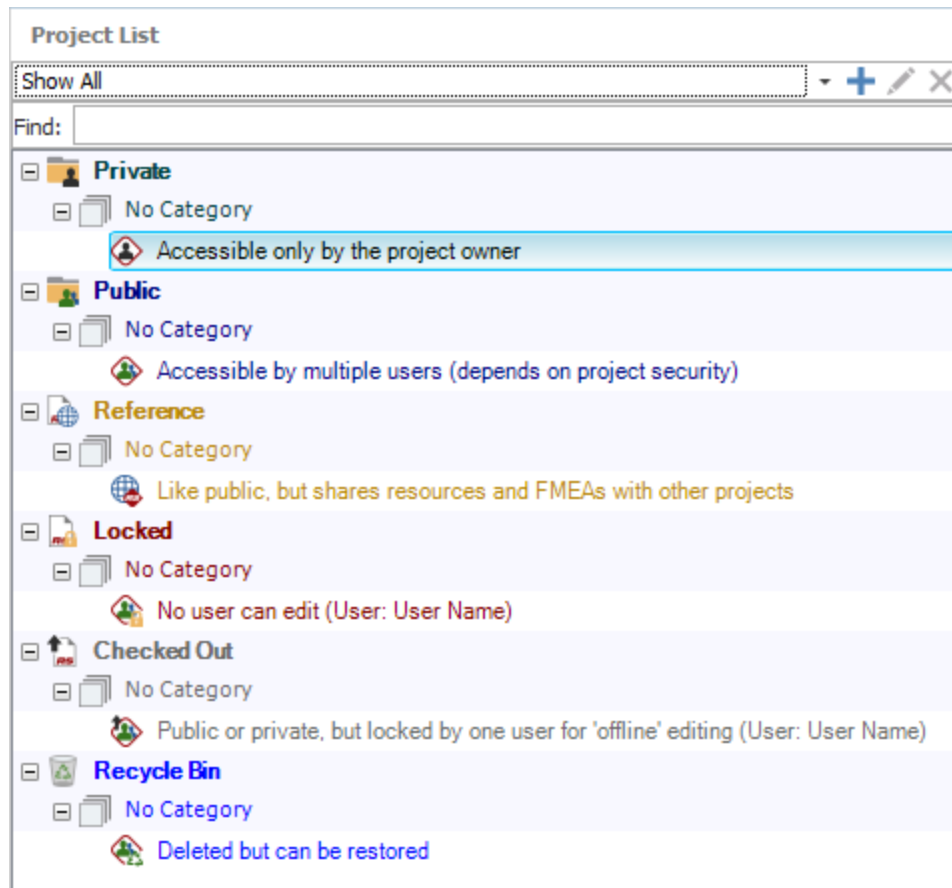 Project List
Show All
Find:
Private
No Category
Accessible only by the project owner
Public
No Category
Accessible by multiple users (depends on project security)
Reference
No Category
Like public, but shares resources and FMEAs with other projects
Locked
No Category
No user can edit (User: User Name)
Checked Out
No Category
Public or private, but locked by one user for 'offline' editing (User: User Name)
Recycle Bin
No Category
Deleted but can be restored